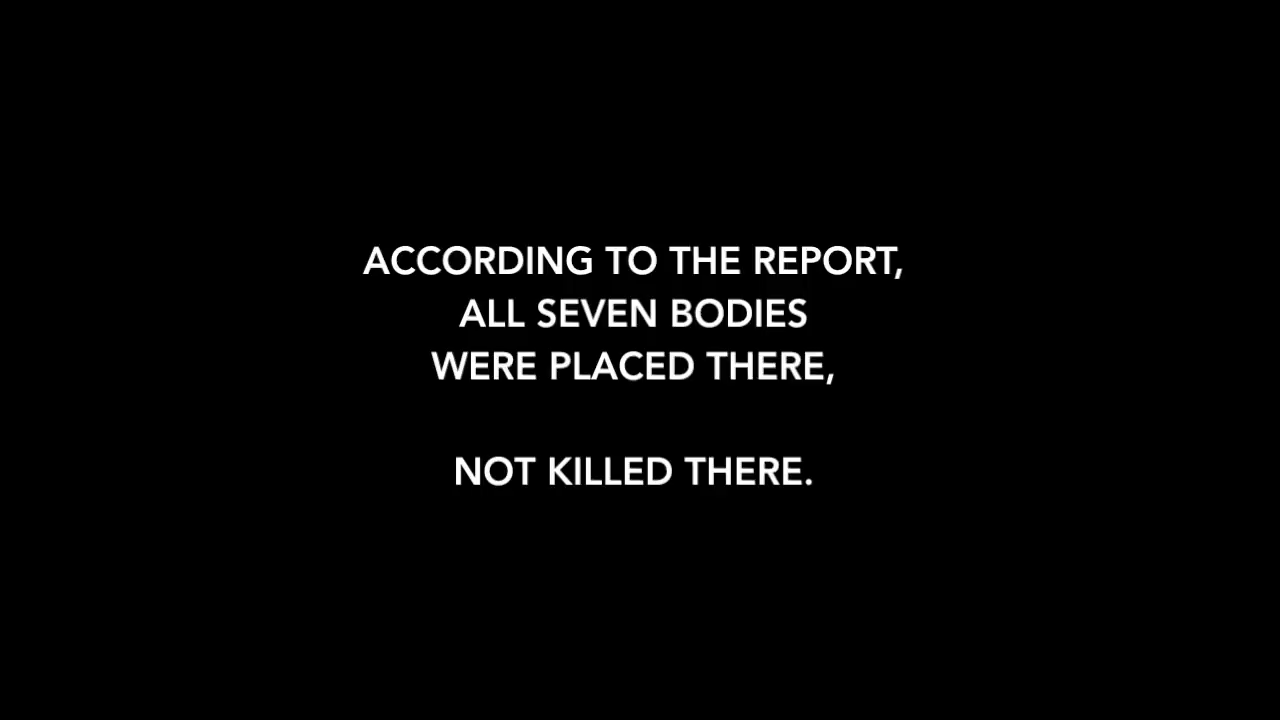 ACCORDING TO THE REPORT,
ALL SEVEN BODIES
WERE PLACED THERE,
NOT KILLED THERE.